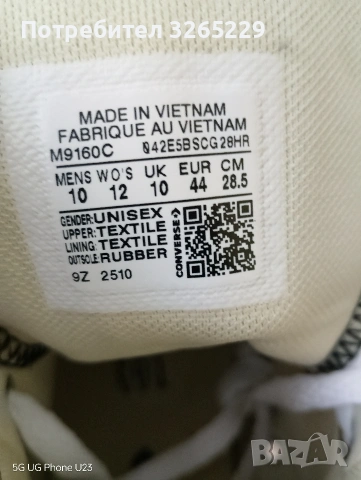 Потребител 3265229
MADE IN VIETNAM
FABRIQUE AU VIETNAM
M9160C 042E5BSCG28HR
MENS WO'S UK EUR CM
10 12 10 44 28.5
GENDER: UNISEX
UPPER: TEXTILE
LINING: TEXTILE
OUTSOLE: RUBBER
9Z 2510
CONVERSE
5G UG Phone U23
BAZAR